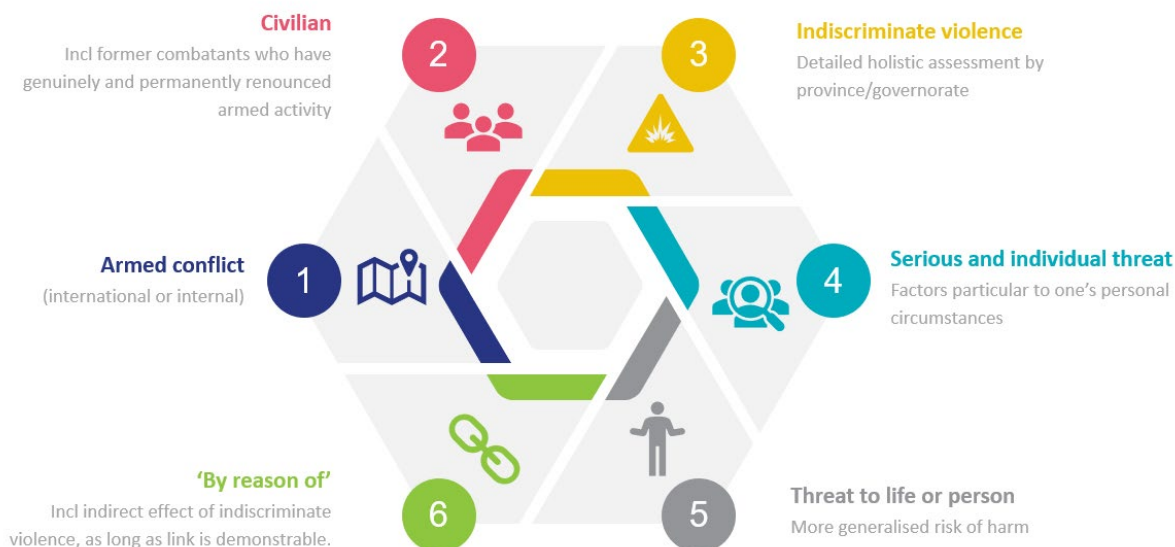 1
Armed conflict
(international or internal)
2
Civilian
Incl former combatants who have
genuinely and permanently renounced
armed activity
3
Indiscriminate violence
Detailed holistic assessment by
province/governorate
4
Serious and individual threat
Factors particular to one’s personal
circumstances
5
Threat to life or person
More generalised risk of harm
6
‘By reason of’
Incl indirect effect of indiscriminate
violence, as long as link is demonstrable.